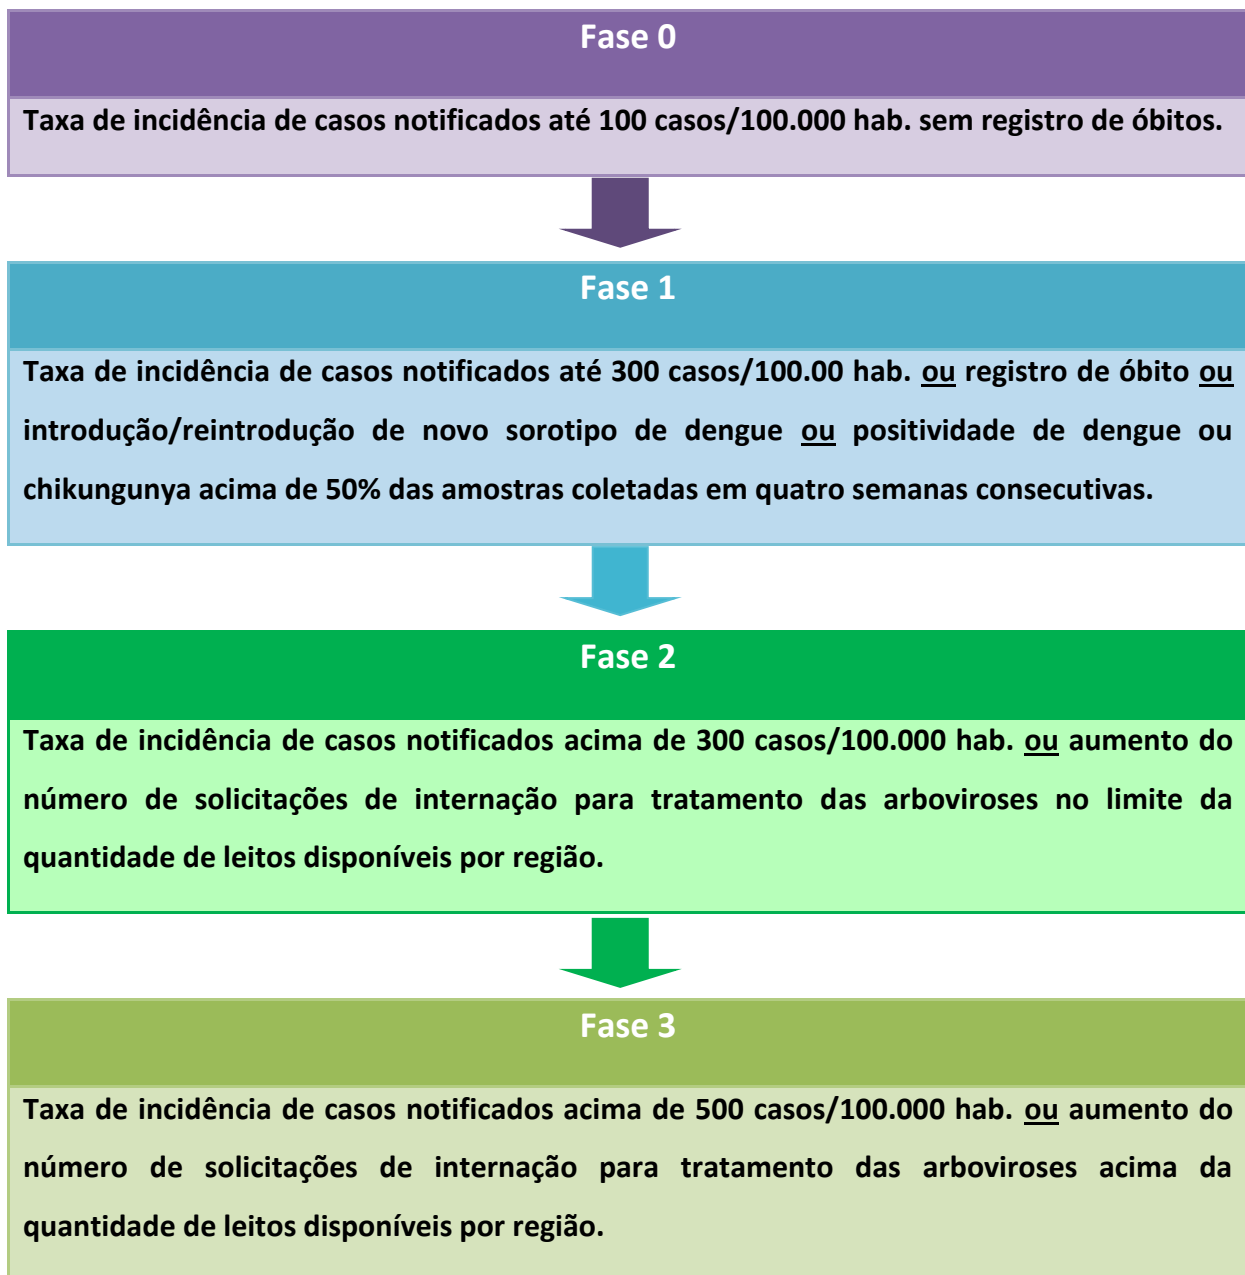 Fase 0
Taxa de incidência de casos notificados até 100 casos/100.000 hab. sem registro de óbitos.
Fase 1
Taxa de incidência de casos notificados até 300 casos/100.00 hab. ou registro de óbito ou
introdução/reintrodução de novo sorotipo de dengue ou positividade de dengue ou
chikungunya acima de 50% das amostras coletadas em quatro semanas consecutivas.
Fase 2
Taxa de incidência de casos notificados acima de 300 casos/100.000 hab. ou aumento do
número de solicitações de internação para tratamento das arboviroses no limite da
quantidade de leitos disponíveis por região.
Fase 3
Taxa de incidência de casos notificados acima de 500 casos/100.000 hab. ou aumento do
número de solicitações de internação para tratamento das arboviroses acima da
quantidade de leitos disponíveis por região.